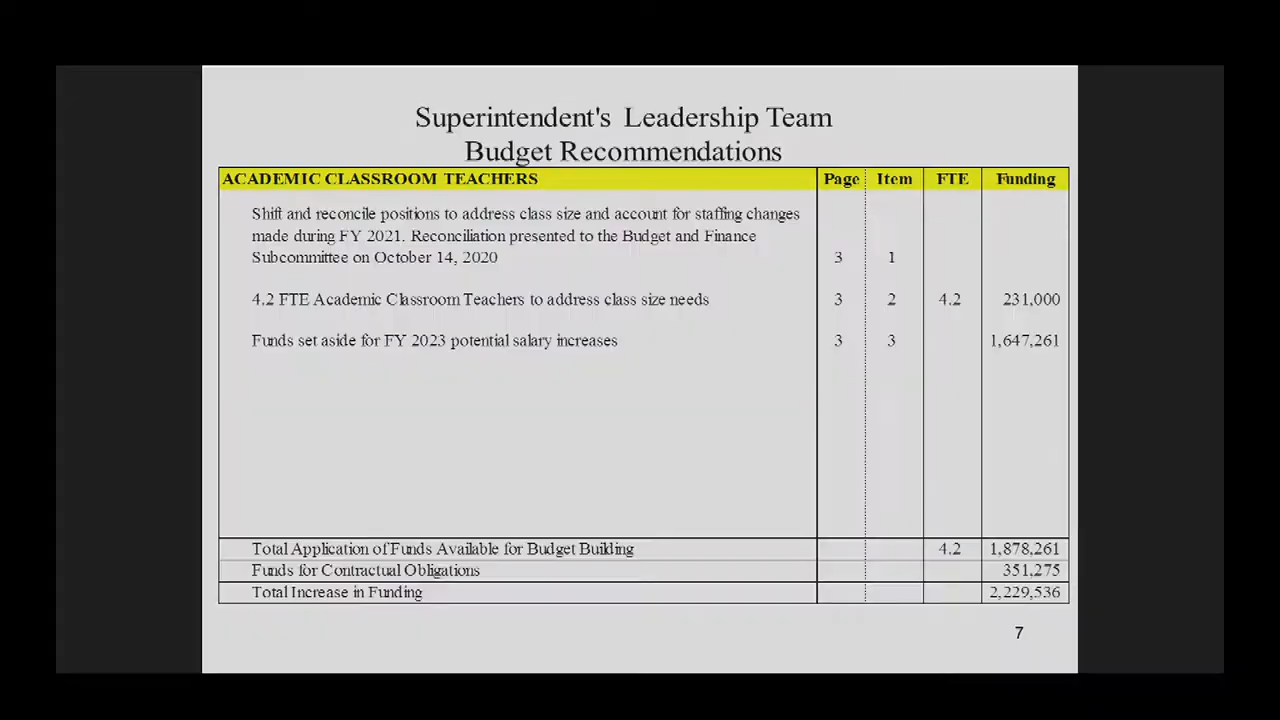 Superintendent's Leadership Team
Budget Recommendations
ACADEMIC CLASSROOM TEACHERS Page Item FTE Funding
Shift and reconcile positions to address class size and account for staffing changes
made during FY 2021. Reconciliation presented to the Budget and Finance
Subcommittee on October 14, 2020 3 1
4.2 FTE Academic Classroom Teachers to address class size needs 3 2 4.2 231,000
Funds set aside for FY 2023 potential salary increases 3 3 1,647,261
Total Application of Funds Available for Budget Building 4.2 1,878,261
Funds for Contractual Obligations 351,275
Total Increase in Funding 2,229,536
7